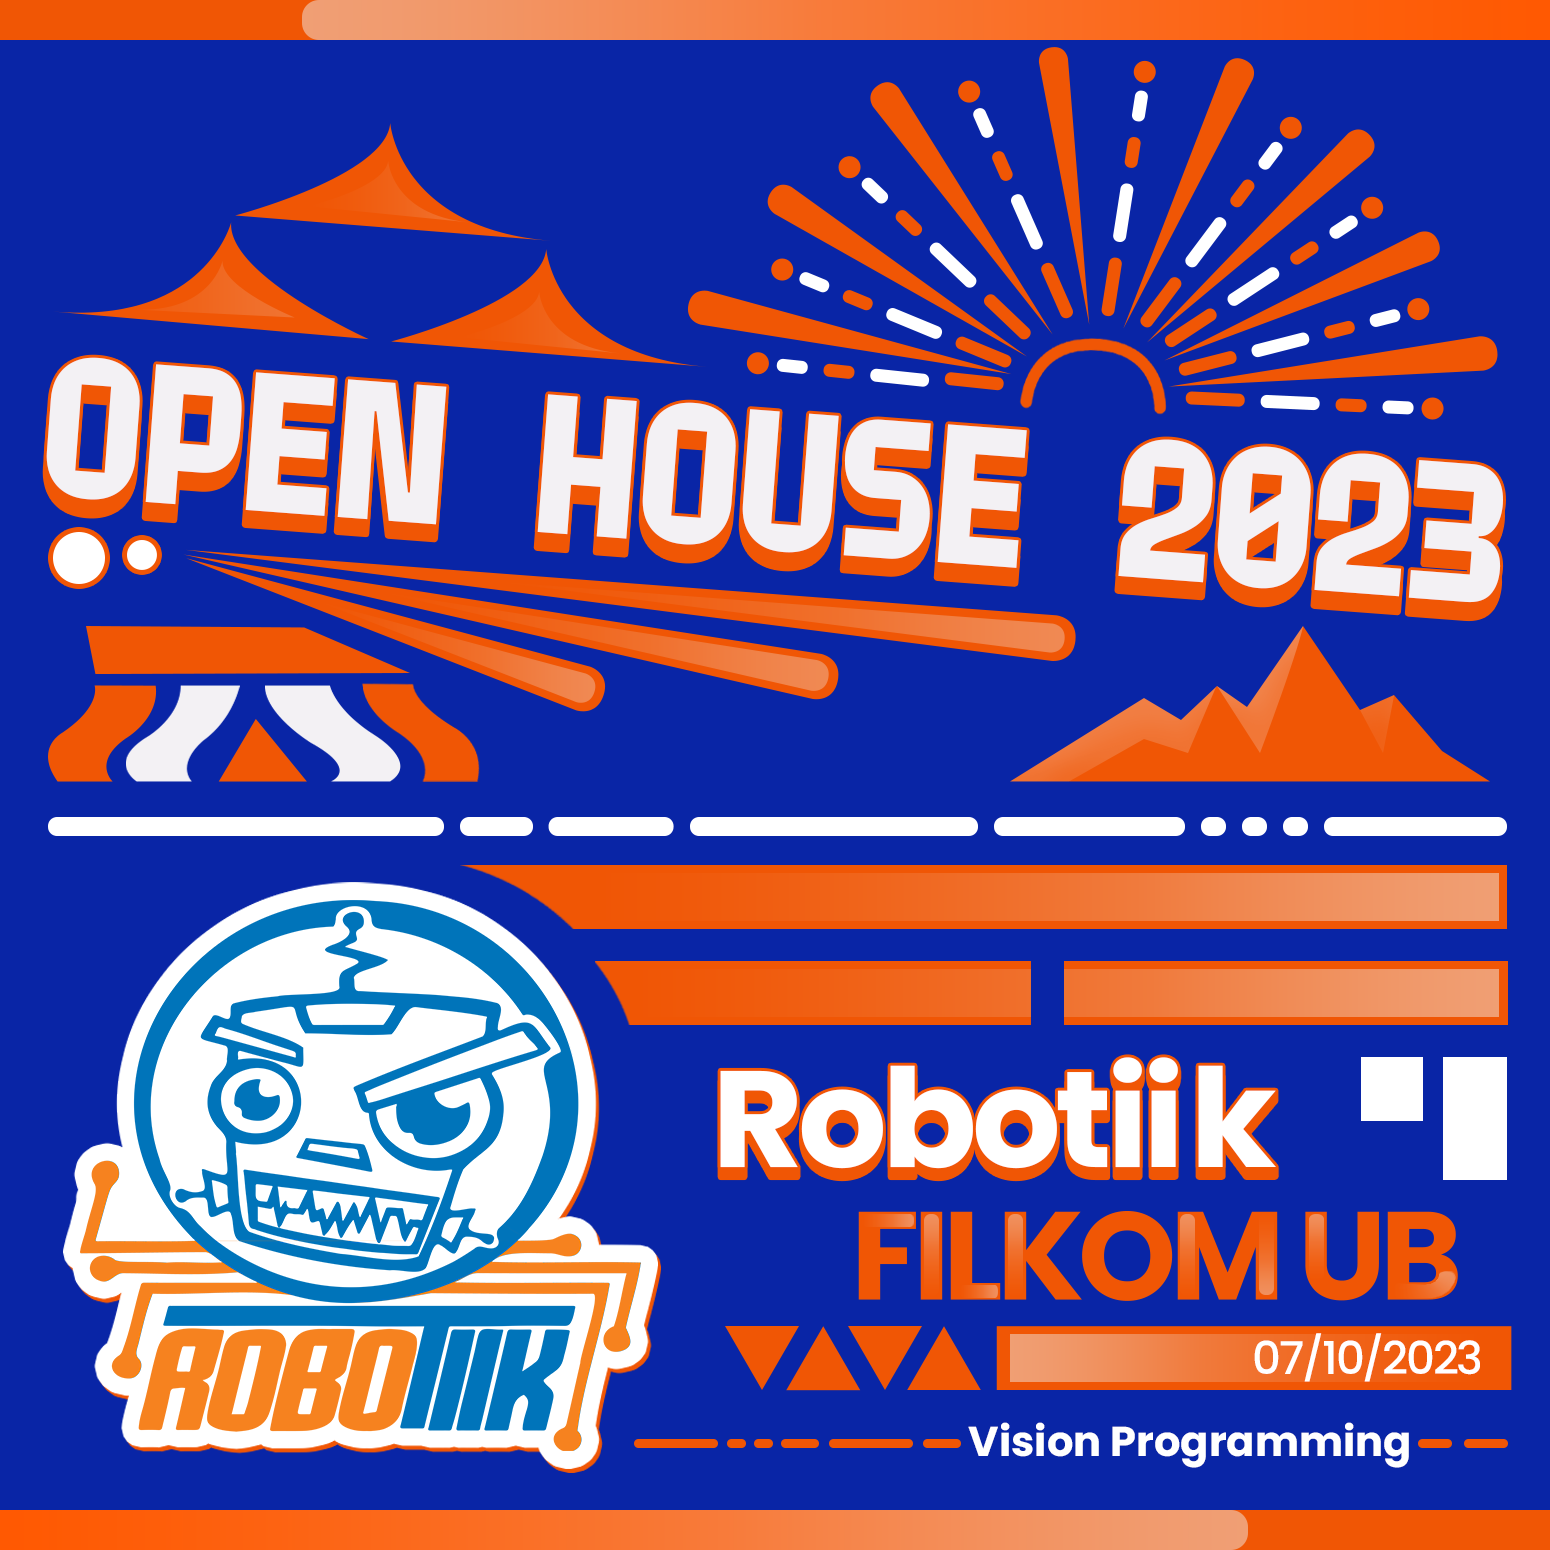 OPEN HOUSE 2023
Robotiik
FILKOM UB
07/10/2023
Vision Programming
ROBOTIIK